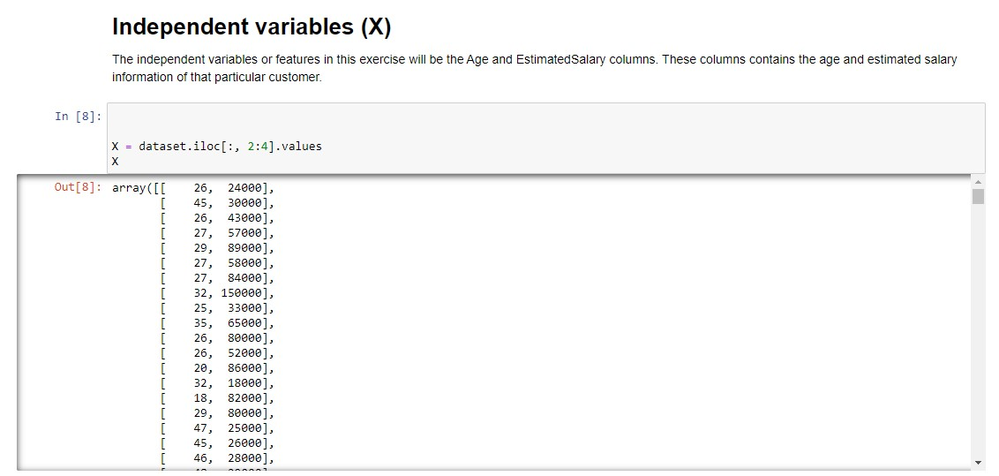 Independent variables (X)
The independent variables or features in this exercise will be the Age and EstimatedSalary columns. These columns contains the age and estimated salary
information of that particular customer.
In [8]:
X = dataset.iloc[:, 2:4].values
X
Out[8]: array([[    26,  24000],
       [    45,  30000],
       [    26,  43000],
       [    27,  57000],
       [    29,  89000],
       [    27,  58000],
       [    27,  84000],
       [    32, 150000],
       [    25,  33000],
       [    35,  65000],
       [    26,  80000],
       [    26,  52000],
       [    20,  86000],
       [    32,  18000],
       [    18,  82000],
       [    29,  80000],
       [    47,  25000],
       [    45,  26000],
       [    46,  28000],